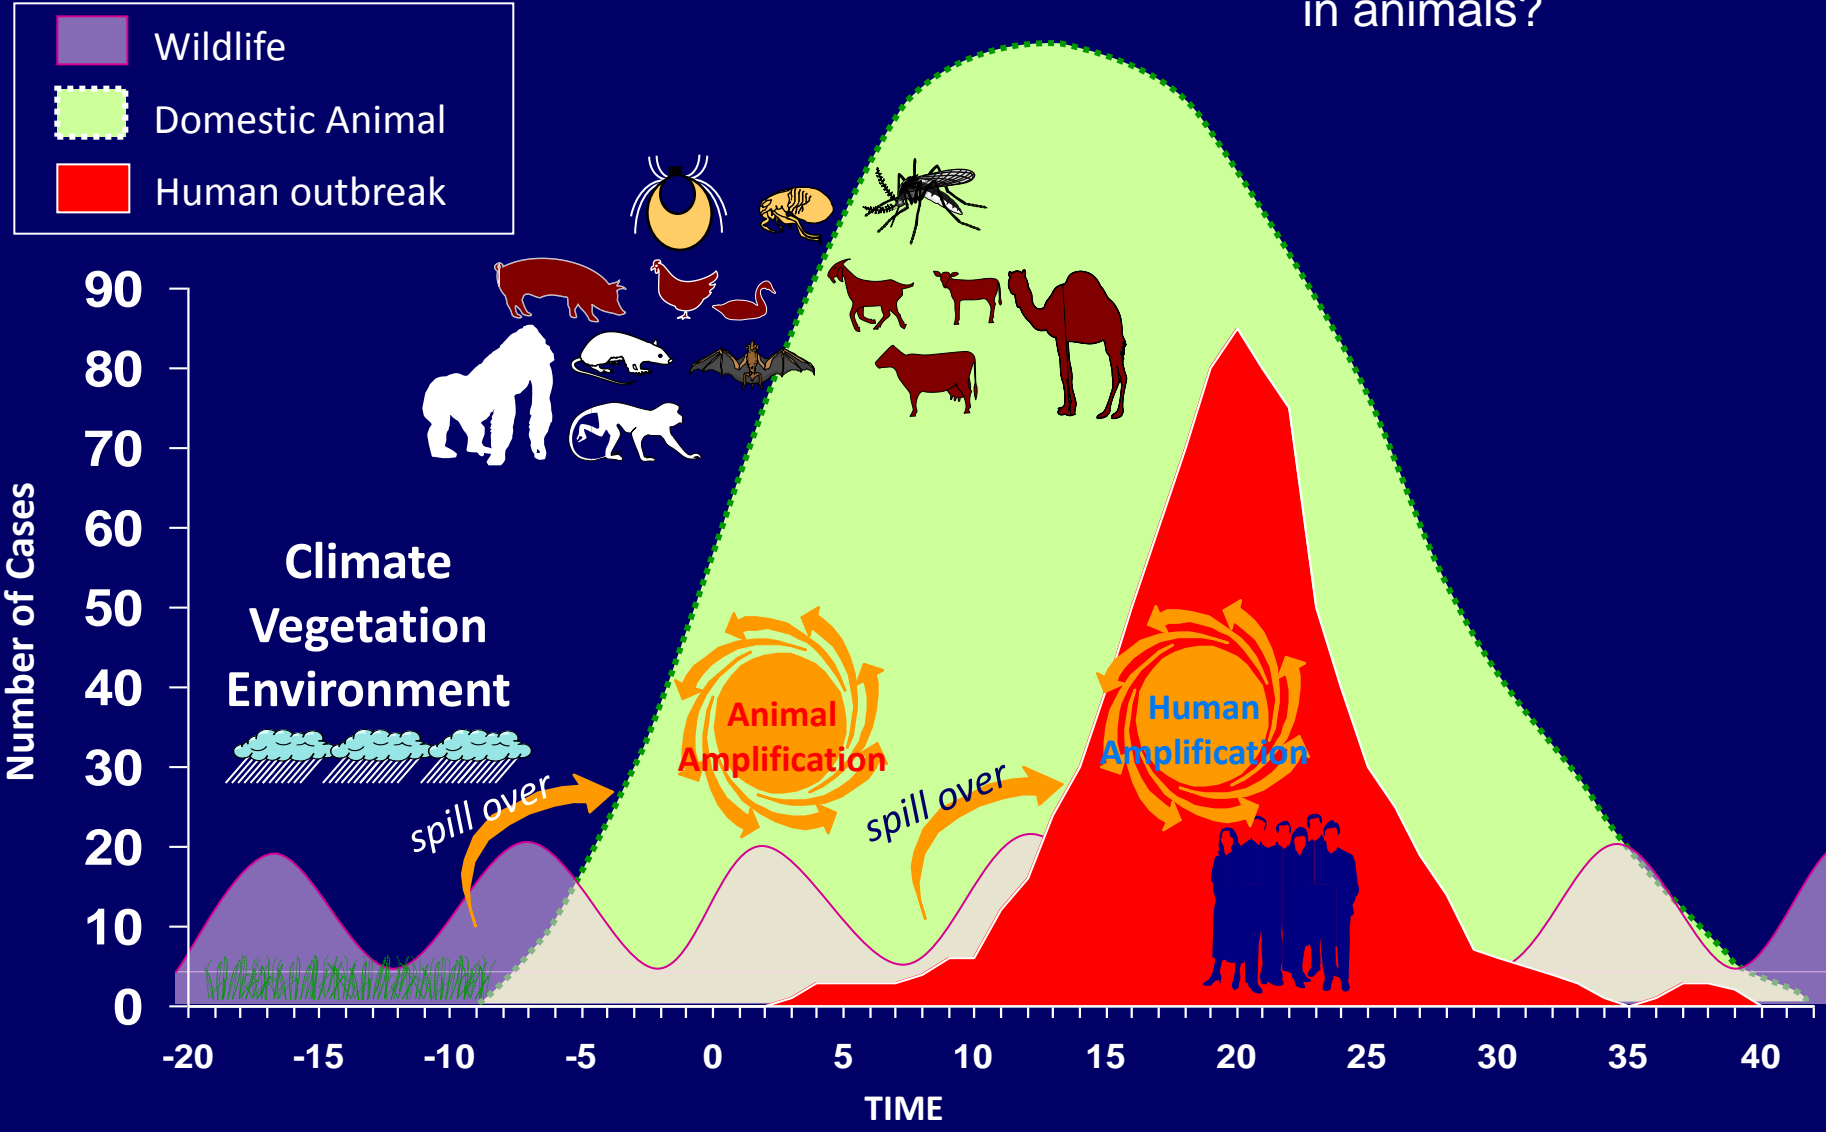 in animals?
Wildlife
Domestic Animal
Human outbreak
90
80
70
60
50
40
30
20
10
0
Number of Cases
Climate
Vegetation
Environment
spill over
Animal
Amplification
spill over
Human
Amplification
-20 -15 -10 -5 0 5 10 15 20 25 30 35 40
TIME